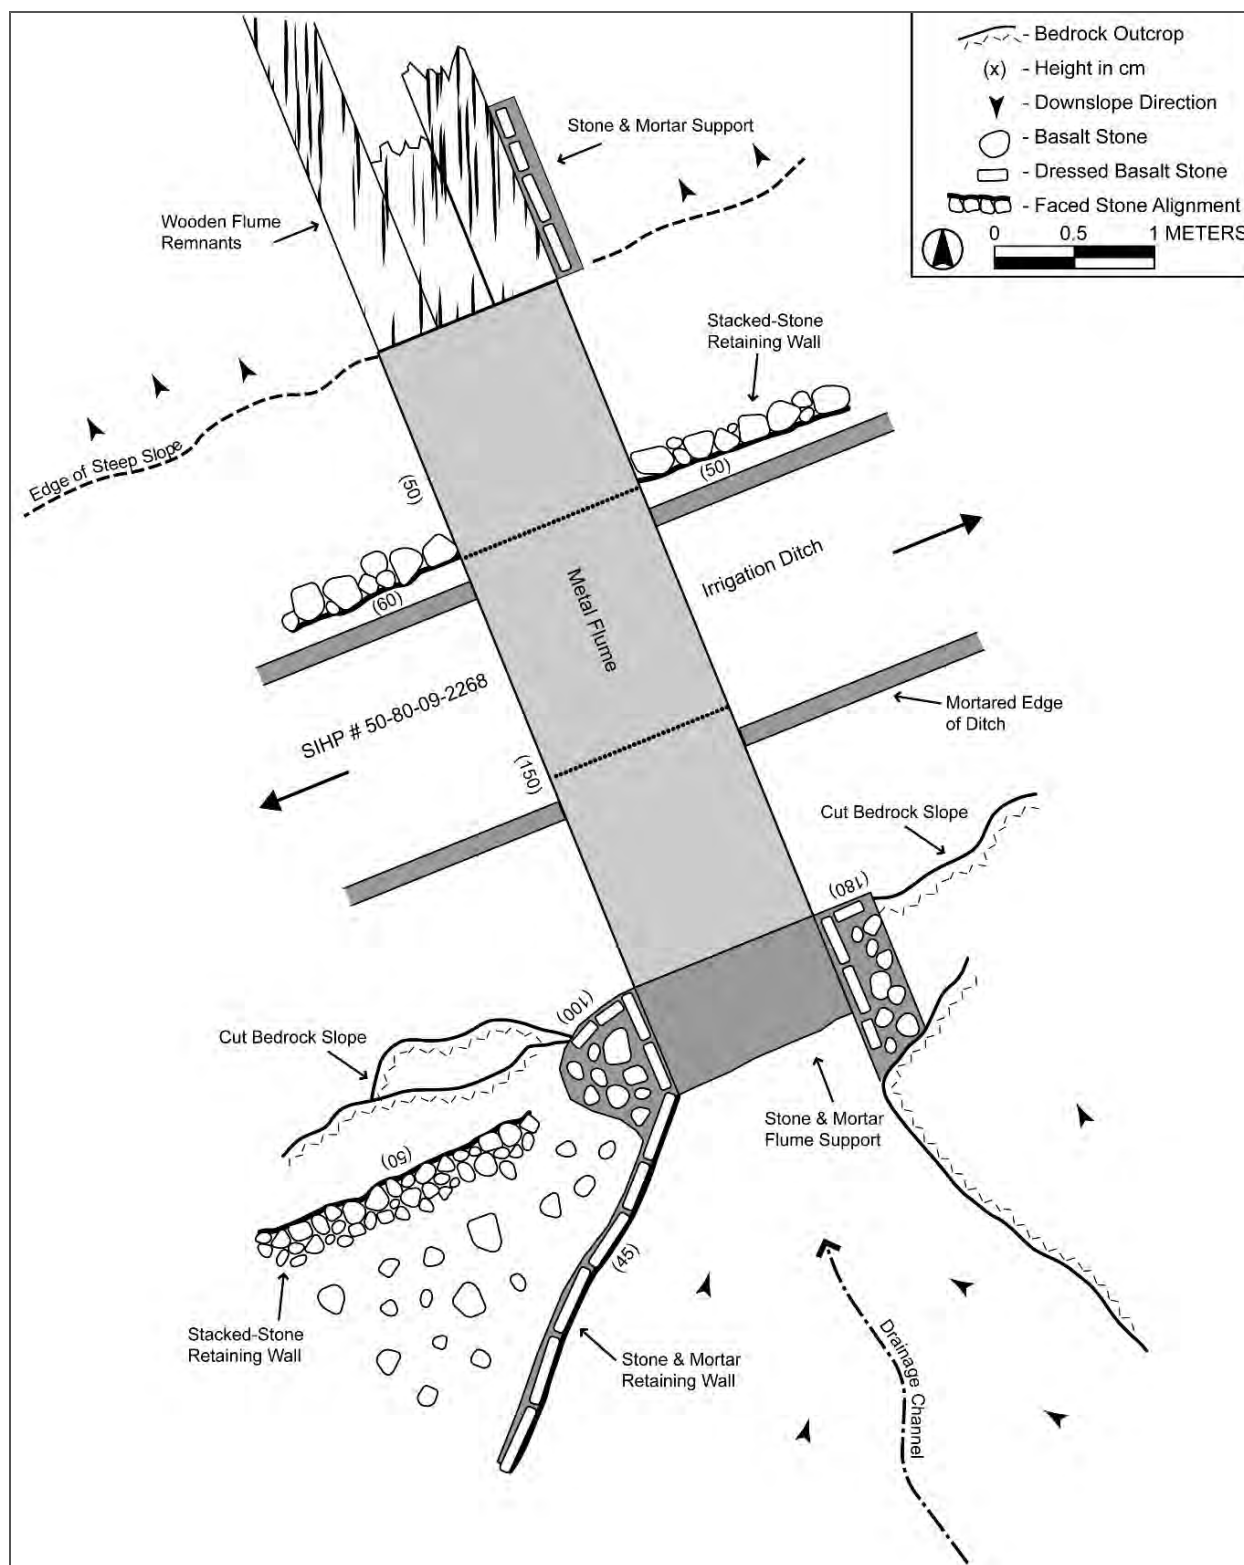 - Bedrock Outcrop
(x) - Height in cm
- Downslope Direction
- Basalt Stone
- Dressed Basalt Stone
- Faced Stone Alignment
0 0.5 1 METERS
Stone & Mortar Support
Wooden Flume
Remnants
Stacked-Stone
Retaining Wall
Edge of Steep Slope
(50)
(50)
(60)
Metal Flume
Irrigation Ditch
SIHP # 50-80-09-2268
Mortared Edge
of Ditch
(150)
Cut Bedrock Slope
(180)
(100)
Cut Bedrock Slope
Stone & Mortar
Flume Support
(50)
(45)
Stacked-Stone
Retaining Wall
Stone & Mortar
Retaining Wall
Drainage Channel